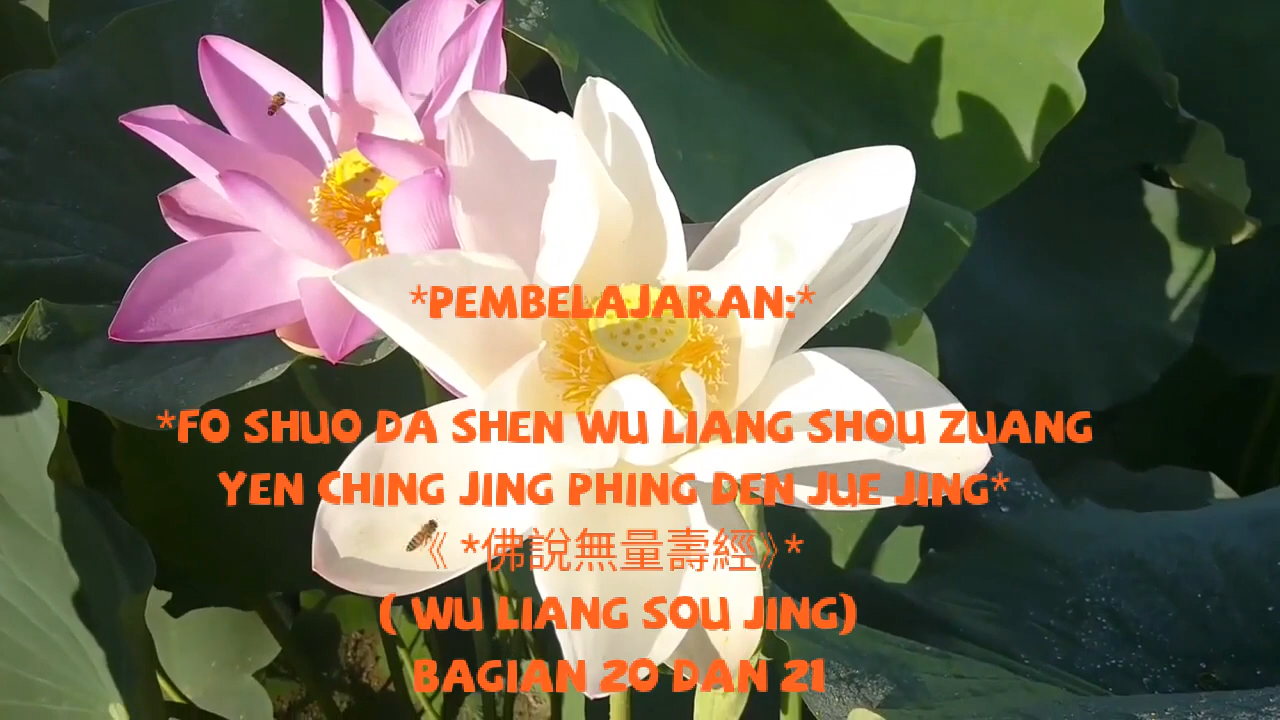 *PEMBELAJARAN:*
*FO SHUO DA SHEN WU LIANG SHOU ZUANG
YEN CHING JING PHING DEN JUE JING*
《 *佛說無量壽經》*
( WU LIANG SOU JING)
BAGIAN 20 DAN 21